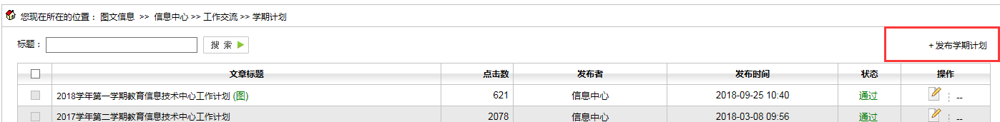 您现在所在的位置： 图文信息 >> 信息中心 >> 工作交流 >> 学期计划
标题： 搜 索 + 发布学期计划
文章标题 点击数 发布者 发布时间 状态 操作
2018学年第一学期教育信息技术中心工作计划 (图) 621 信息中心 2018-09-25 10:40 通过 --
2017学年第二学期教育信息技术中心工作计划 2078 信息中心 2018-03-08 09:56 通过 --